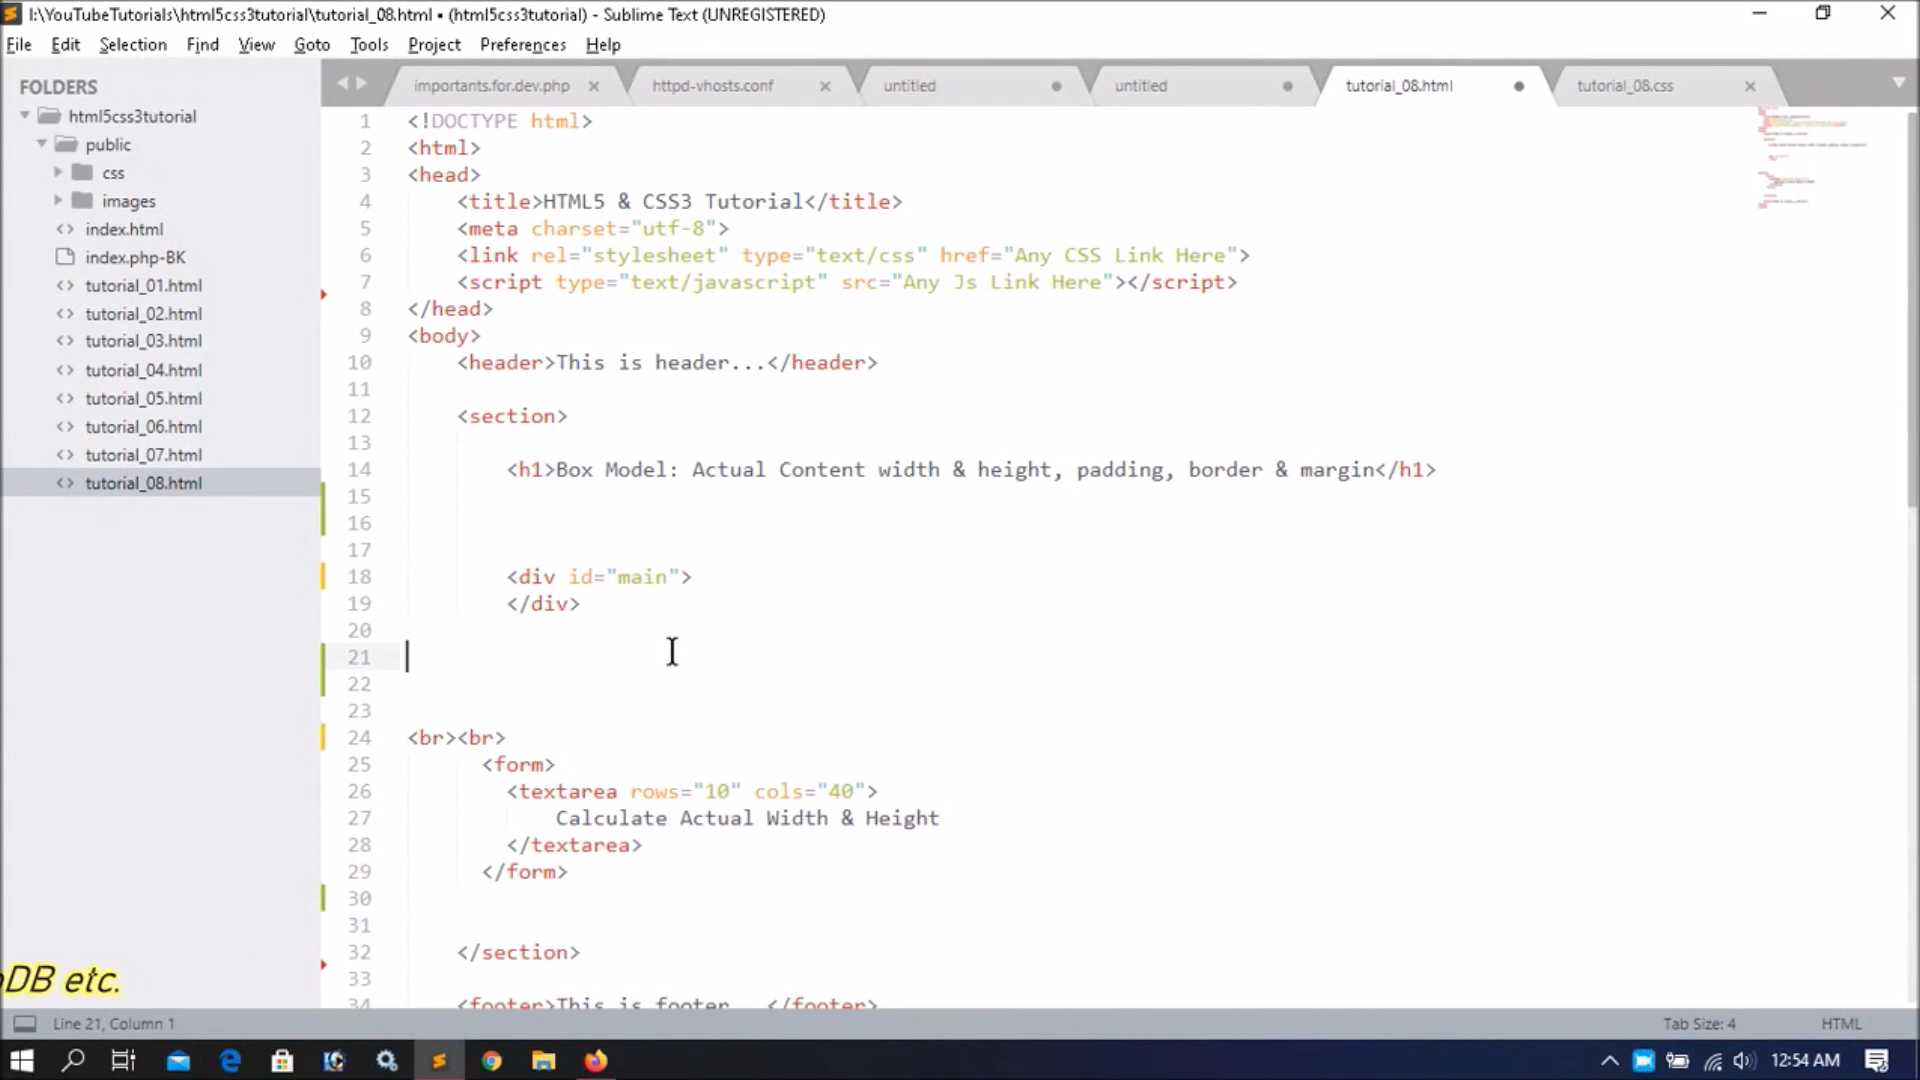 I:\YouTubeTutorials\html5css3tutorial\tutorial_08.html • (html5css3tutorial) - Sublime Text (UNREGISTERED)
File Edit Selection Find View Goto Tools Project Preferences Help
FOLDERS
html5css3tutorial
public
css
images
index.html
index.php-BK
tutorial_01.html
tutorial_02.html
tutorial_03.html
tutorial_04.html
tutorial_05.html
tutorial_06.html
tutorial_07.html
tutorial_08.html
importants.for.dev.php httpd-vhosts.conf untitled untitled tutorial_08.html tutorial_08.css
1 <!DOCTYPE html>
2 <html>
3 <head>
4 <title>HTML5 & CSS3 Tutorial</title>
5 <meta charset="utf-8">
6 <link rel="stylesheet" type="text/css" href="Any CSS Link Here">
7 <script type="text/javascript" src="Any Js Link Here"></script>
8 </head>
9 <body>
10 <header>This is header...</header>
11
12 <section>
13
14 <h1>Box Model: Actual Content width & height, padding, border & margin</h1>
15
16
17
18 <div id="main">
19 </div>
20
21
22
23
24 <br><br>
25 <form>
26 <textarea rows="10" cols="40">
27 Calculate Actual Width & Height
28 </textarea>
29 </form>
30
31
32 </section>
33
34 <footer>This is footer...</footer>
DB etc.
Line 21, Column 1 Tab Size: 4 HTML
12:54 AM